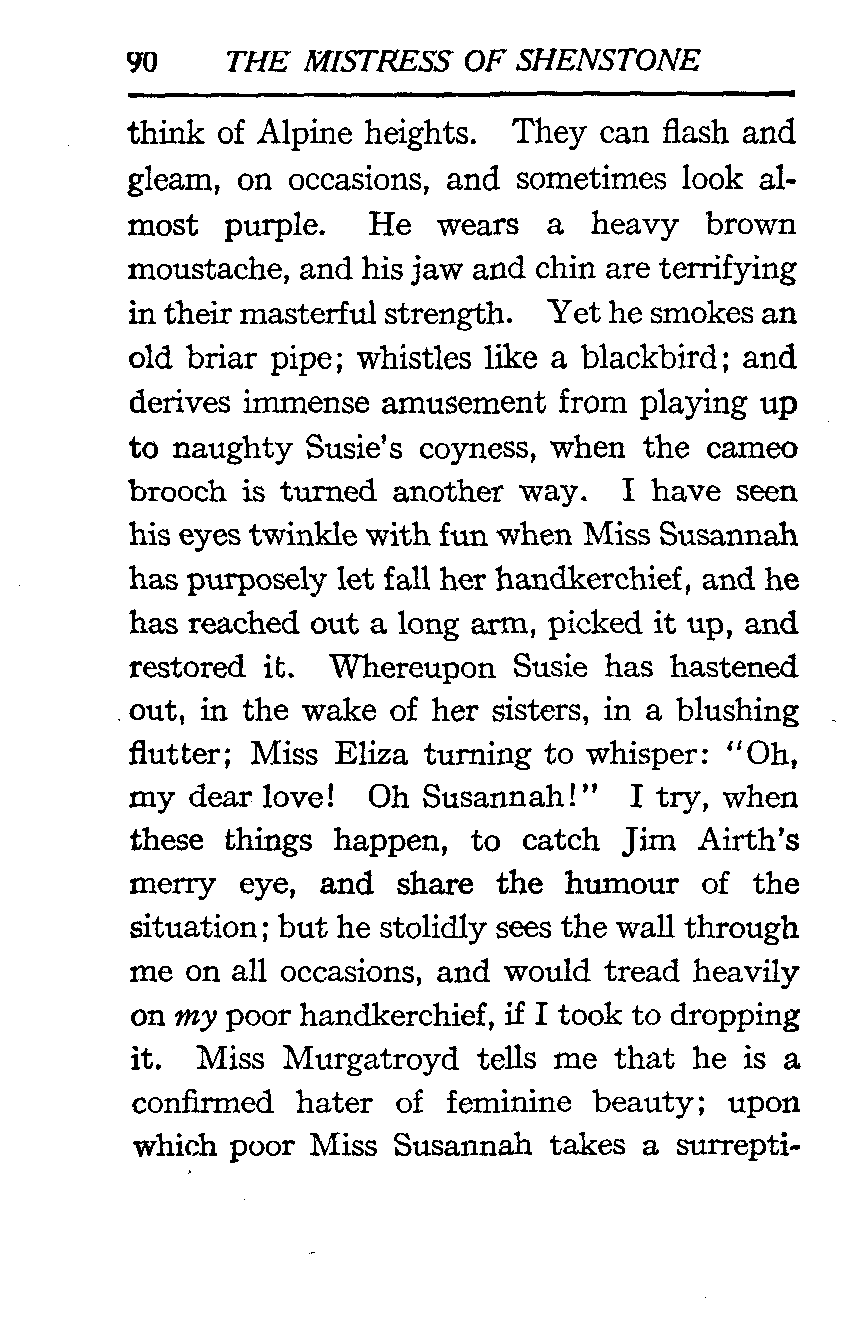 90 THE MISTRESS OF SHENSTONE
think of Alpine heights. They can flash and
gleam, on occasions, and sometimes look al-
most purple. He wears a heavy brown
moustache, and his jaw and chin are terrifying
in their masterful strength. Yet he smokes an
old briar pipe; whistles like a blackbird; and
derives immense amusement from playing up
to naughty Susie's coyness, when the cameo
brooch is turned another way. I have seen
his eyes twinkle with fun when Miss Susannah
has purposely let fall her handkerchief, and he
has reached out a long arm, picked it up, and
restored it. Whereupon Susie has hastened
out, in the wake of her sisters, in a blushing
flutter; Miss Eliza turning to whisper: "Oh,
my dear love! Oh Susannah!" I try, when
these things happen, to catch Jim Airth's
merry eye, and share the humour of the
situation; but he stolidly sees the wall through
me on all occasions, and would tread heavily
on my poor handkerchief, if I took to dropping
it. Miss Murgatroyd tells me that he is a
confirmed hater of feminine beauty; upon
which poor Miss Susannah takes a surrepti-